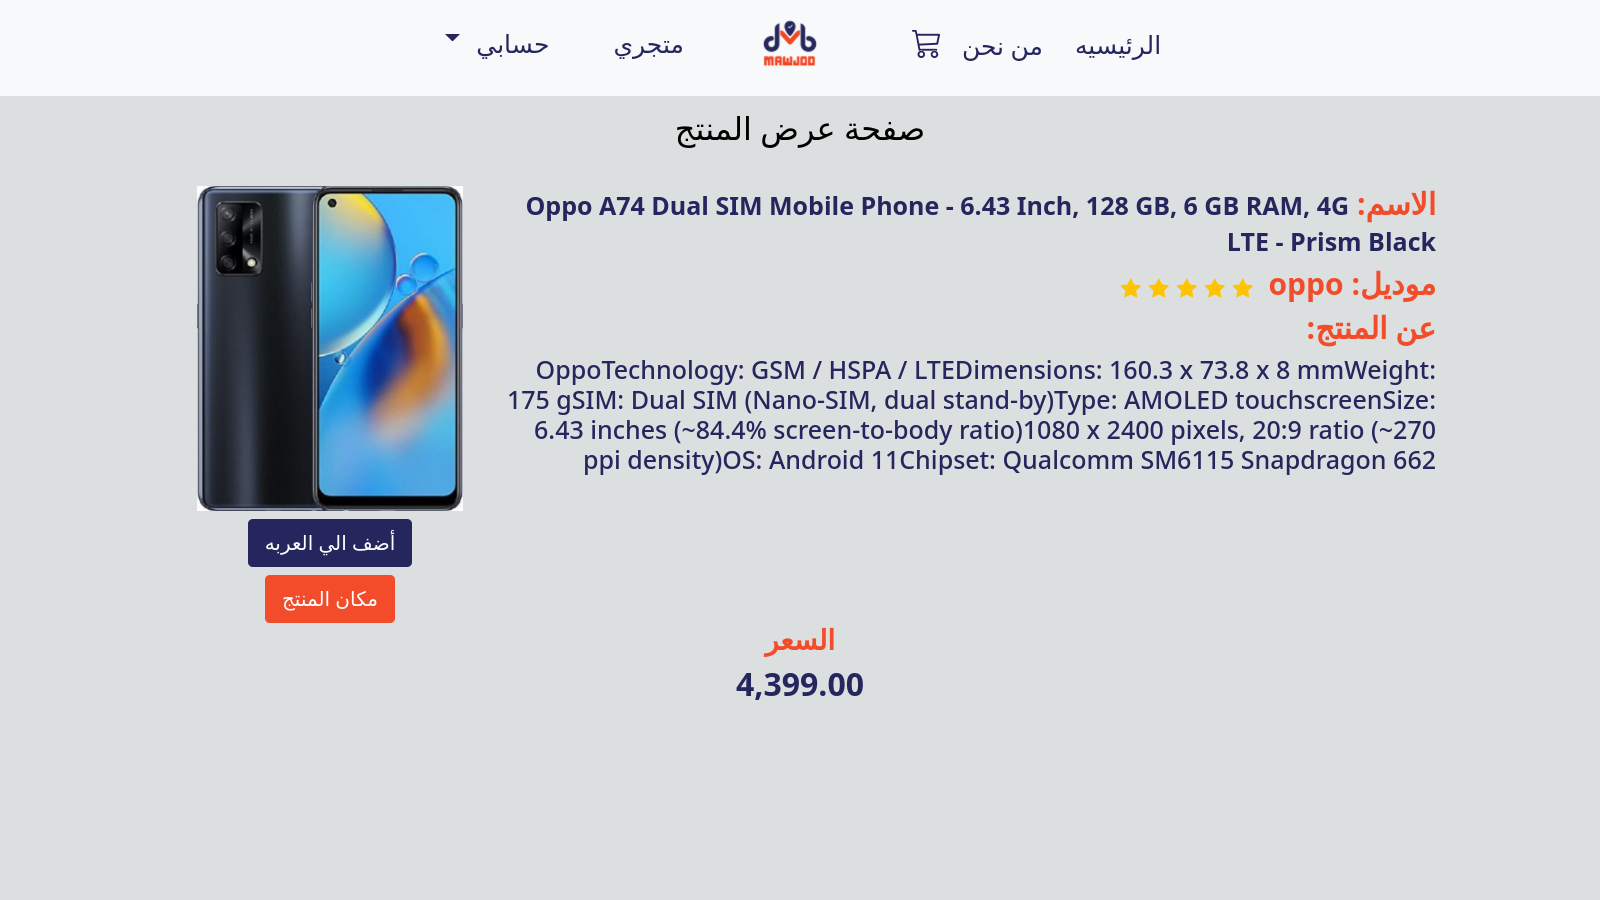 الرئيسيه
من نحن
MAWJOD
متجري
حسابي
صفحة عرض المنتج
الاسم: Oppo A74 Dual SIM Mobile Phone - 6.43 Inch, 128 GB, 6 GB RAM, 4G
LTE - Prism Black
موديل: oppo
عن المنتج:
OppoTechnology: GSM / HSPA / LTEDimensions: 160.3 x 73.8 x 8 mmWeight:
175 gSIM: Dual SIM (Nano-SIM, dual stand-by)Type: AMOLED touchscreenSize:
6.43 inches (~84.4% screen-to-body ratio)1080 x 2400 pixels, 20:9 ratio (~270
ppi density)OS: Android 11Chipset: Qualcomm SM6115 Snapdragon 662
أضف الي العربه
مكان المنتج
السعر
4,399.00